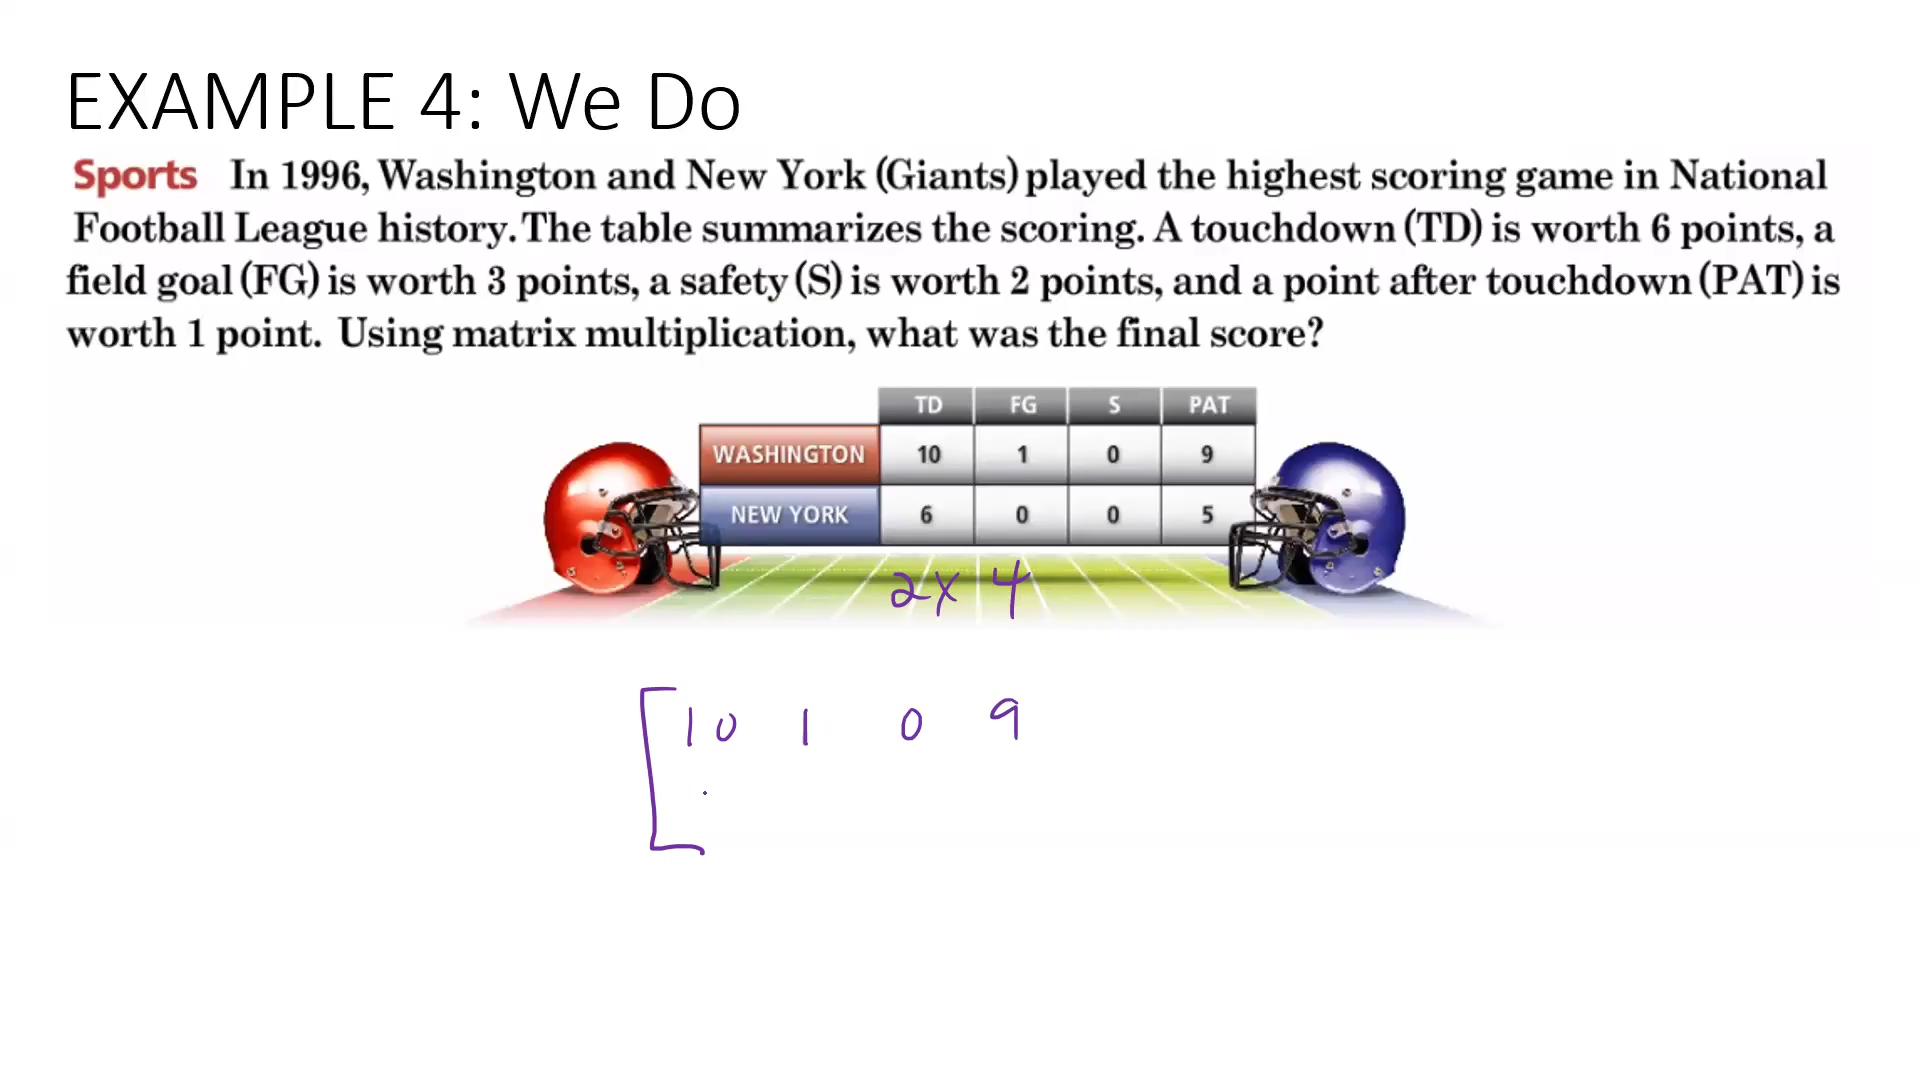 EXAMPLE 4: We Do
Sports In 1996, Washington and New York (Giants) played the highest scoring game in National
Football League history. The table summarizes the scoring. A touchdown (TD) is worth 6 points, a
field goal (FG) is worth 3 points, a safety (S) is worth 2 points, and a point after touchdown (PAT) is
worth 1 point. Using matrix multiplication, what was the final score?
TD FG S PAT
WASHINGTON 10 1 0 9
NEW YORK 6 0 0 5
2x4
[10 1 0 9